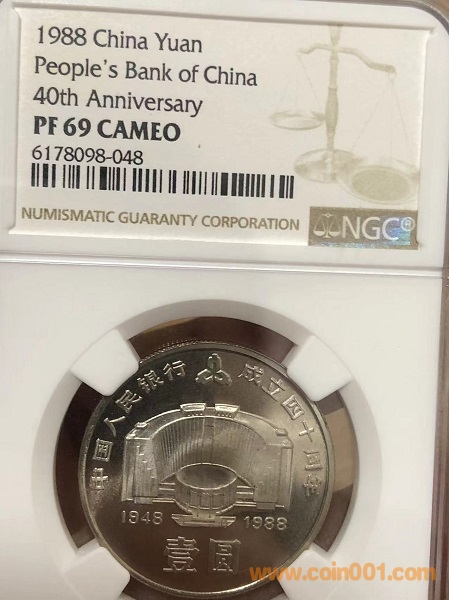 1988 China Yuan
People's Bank of China
40th Anniversary
PF 69 CAMEO
6178098-048
NUMISMATIC GUARANTY CORPORATION
NGC®
中国人民银行 成立四十周年
1948 1988
壹圆
www.coin001.com